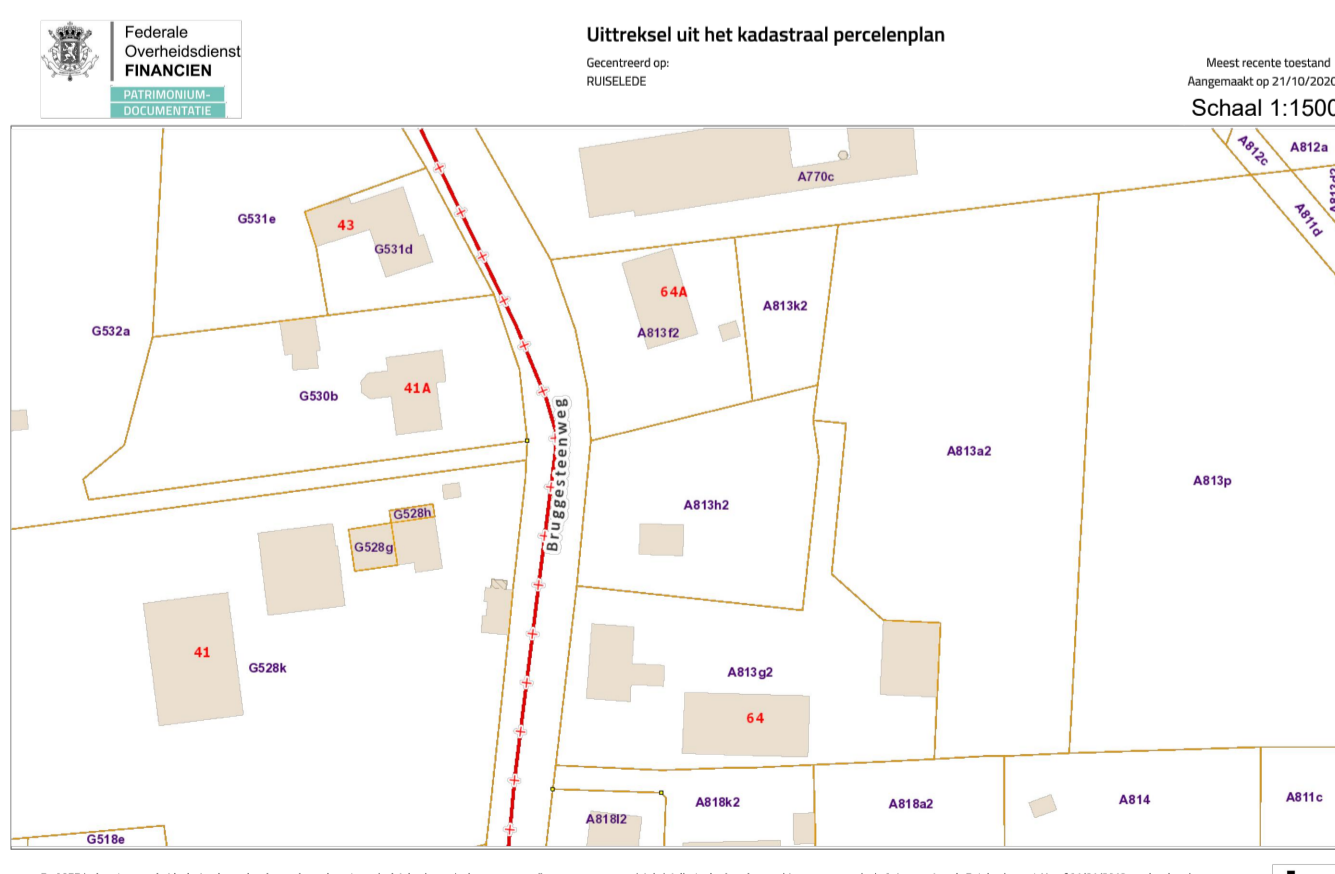 Federale
Overheidsdienst
FINANCIEN
PATRIMONIUM-
DOCUMENTATIE
Uittreksel uit het kadastraal percelenplan
Gecentreerd op:
RUISELEDE
Meest recente toestand
Aangemaakt op 21/10/2020
Schaal 1:1500
A812c
A812a
A770c
A811d
G531e
43
G531d
64A
A813k2
A813f2
G532a
G530b
41A
Bruggesteenweg
A813a2
A813p
A813h2
G528h
G528g
41
G528k
A813g2
64
A818k2
A818a2
A814
A811c
A818l2
G518e